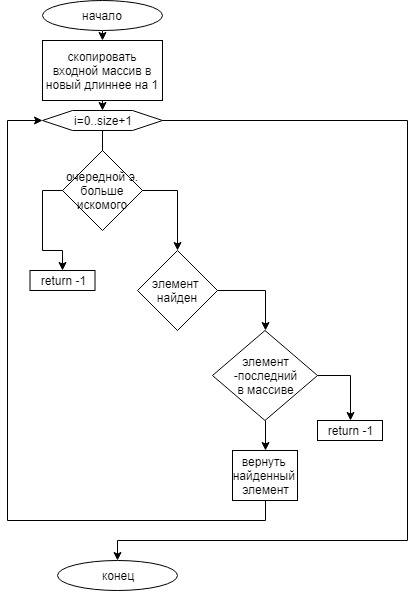 начало
скопировать
входной массив в
новый длиннее на 1
i=0..size+1
очередной э.
больше
искомого
return -1
элемент
найден
элемент
-последний
в массиве
return -1
вернуть
найденный
элемент
конец